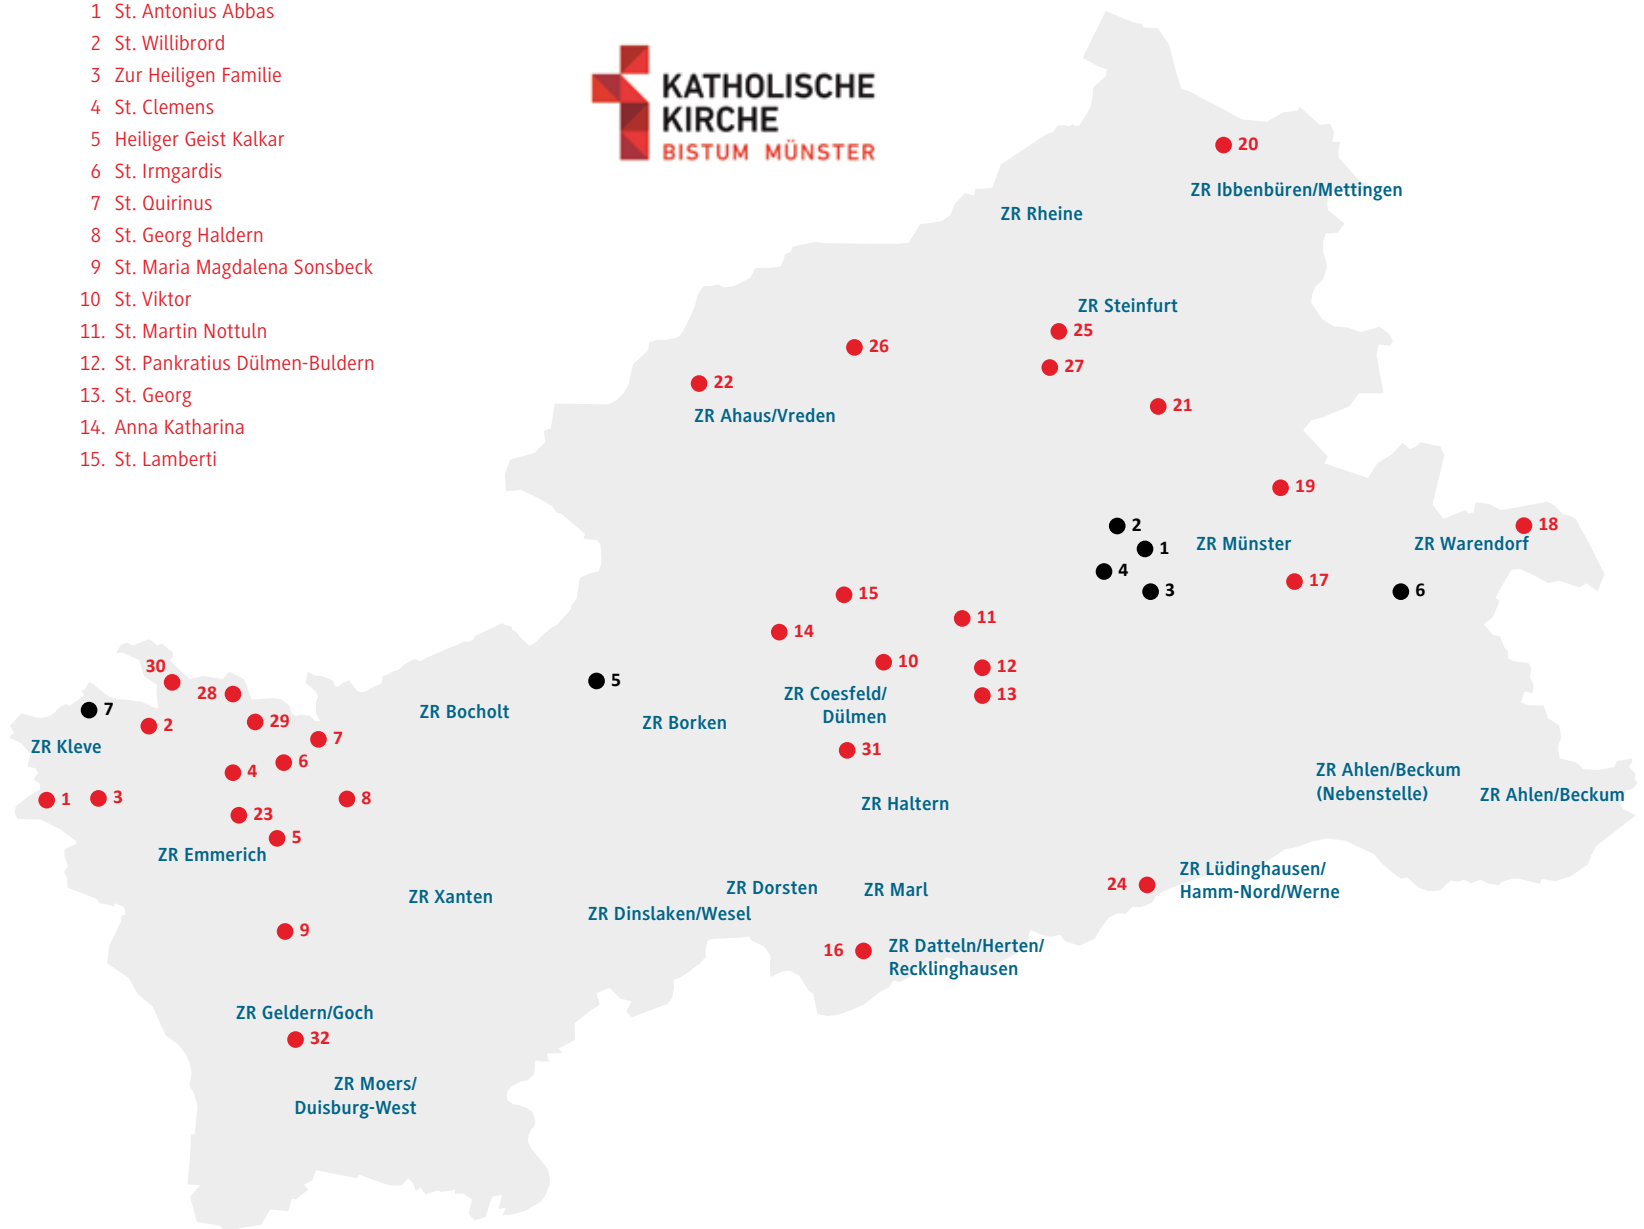 1 St. Antonius Abbas
2 St. Willibrord
3 Zur Heiligen Familie
4 St. Clemens
5 Heiliger Geist Kalkar
6 St. Irmgardis
7 St. Quirinus
8 St. Georg Haldern
9 St. Maria Magdalena Sonsbeck
10 St. Viktor
11. St. Martin Nottuln
12. St. Pankratius Dülmen-Buldern
13. St. Georg
14. Anna Katharina
15. St. Lamberti
KATHOLISCHE
KIRCHE
BISTUM MÜNSTER
20
ZR Ibbenbüren/Mettingen
ZR Rheine
ZR Steinfurt
25
26
27
22
21
ZR Ahaus/Vreden
19
2
18
1
ZR Münster
ZR Warendorf
4
17
3
6
15
11
14
10
12
30
5
28
ZR Coesfeld/
Dülmen
13
7
ZR Bocholt
29
ZR Borken
2
7
ZR Kleve
31
6
4
ZR Ahlen/Beckum
(Nebenstelle)
ZR Ahlen/Beckum
1
3
8
ZR Haltern
23
5
ZR Emmerich
ZR Lüdinghausen/
Hamm-Nord/Werne
24
ZR Dorsten
ZR Marl
ZR Xanten
ZR Dinslaken/Wesel
9
16
ZR Datteln/Herten/
Recklinghausen
ZR Geldern/Goch
32
ZR Moers/
Duisburg-West